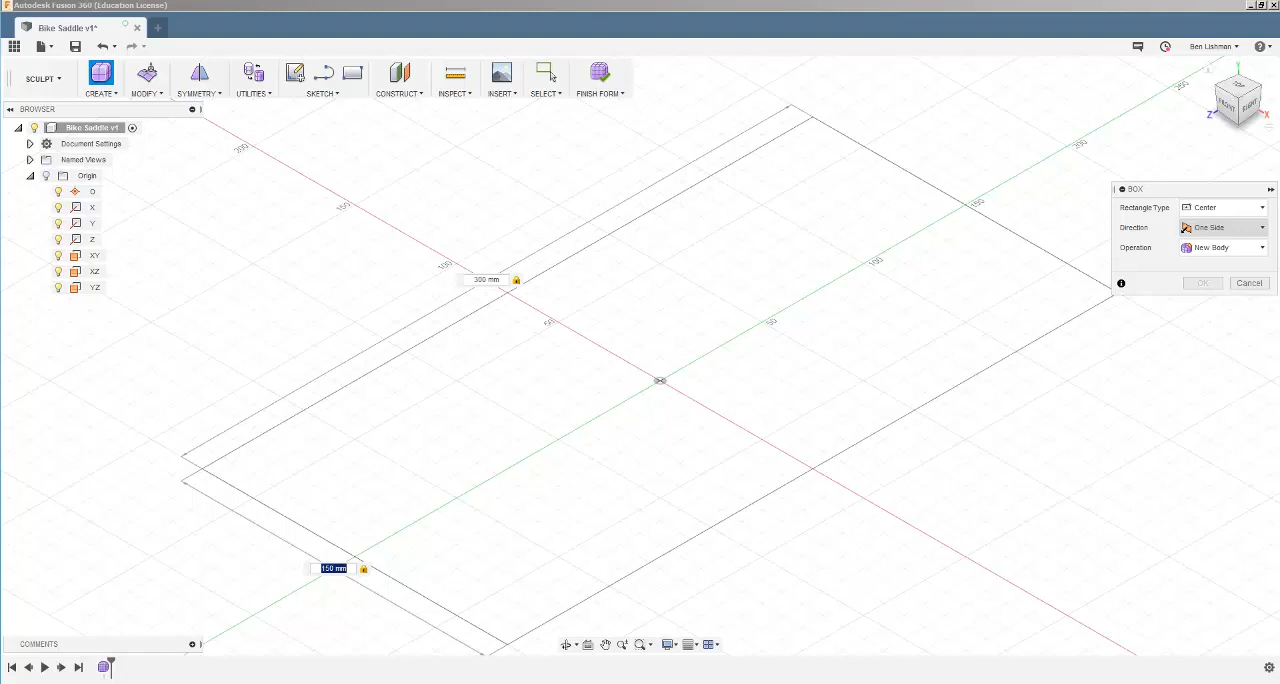 Autodesk Fusion 360 (Education License)
Bike Saddle v1*
Ben Lishman
SCULPT
CREATE
MODIFY
SYMMETRY
UTILITIES
SKETCH
CONSTRUCT
INSPECT
INSERT
SELECT
FINISH FORM
BROWSER
Bike Saddle v1
Document Settings
Named Views
Origin
O
X
Y
Z
XY
XZ
YZ
200
150
100
50
50
100
150
200
250
300 mm
150 mm
TOP
FRONT
RIGHT
Y
Z
X
BOX
Rectangle Type
Center
Direction
One Side
Operation
New Body
OK
Cancel
COMMENTS